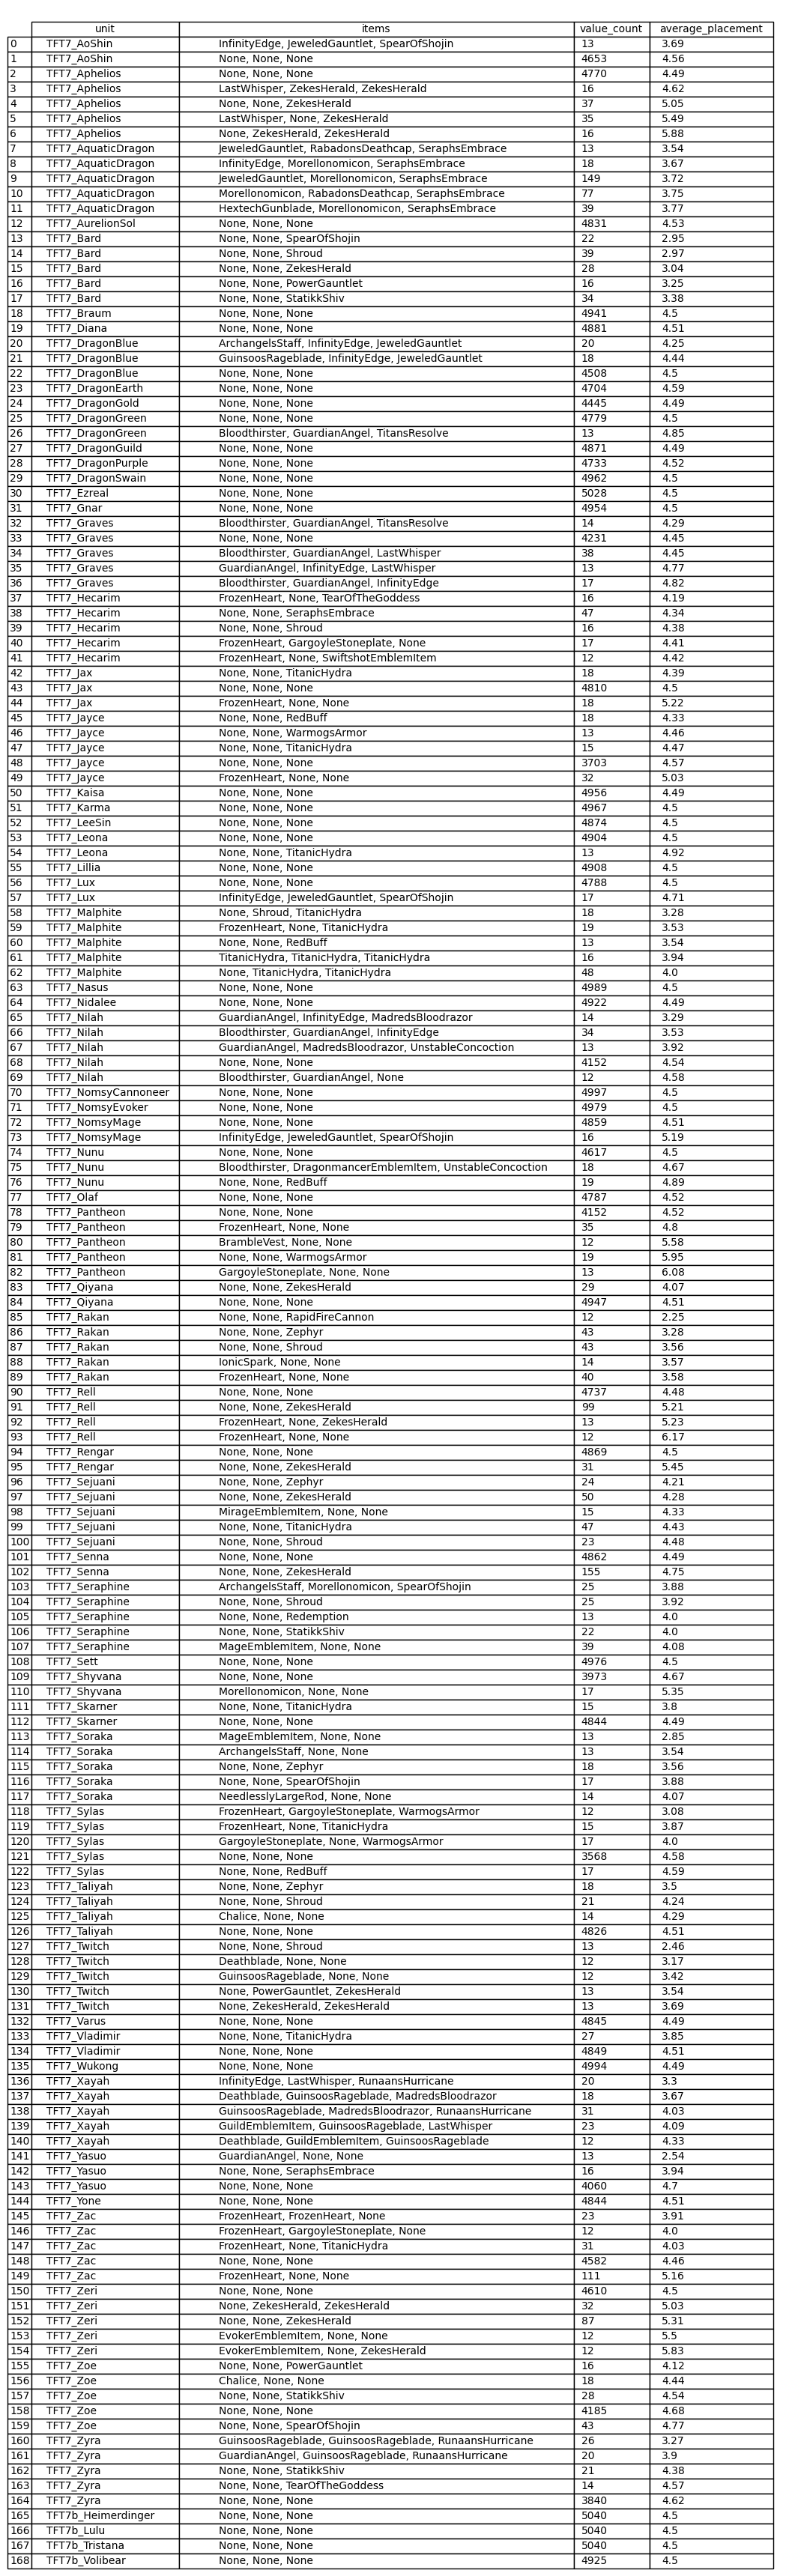 unit items value_count average_placement
0 TFT7_AoShin InfinityEdge, JeweledGauntlet, SpearOfShojin 13 3.69
1 TFT7_AoShin None, None, None 4653 4.56
2 TFT7_Aphelios None, None, None 4770 4.49
3 TFT7_Aphelios LastWhisper, ZekesHerald, ZekesHerald 16 4.62
4 TFT7_Aphelios None, None, ZekesHerald 37 5.05
5 TFT7_Aphelios LastWhisper, None, ZekesHerald 35 5.49
6 TFT7_Aphelios None, ZekesHerald, ZekesHerald 16 5.88
7 TFT7_AquaticDragon JeweledGauntlet, RabadonsDeathcap, SeraphsEmbrace 13 3.54
8 TFT7_AquaticDragon InfinityEdge, Morellonomicon, SeraphsEmbrace 18 3.67
9 TFT7_AquaticDragon JeweledGauntlet, Morellonomicon, SeraphsEmbrace 149 3.72
10 TFT7_AquaticDragon Morellonomicon, RabadonsDeathcap, SeraphsEmbrace 77 3.75
11 TFT7_AquaticDragon HextechGunblade, Morellonomicon, SeraphsEmbrace 39 3.77
12 TFT7_AurelionSol None, None, None 4831 4.53
13 TFT7_Bard None, None, SpearOfShojin 22 2.95
14 TFT7_Bard None, None, Shroud 39 2.97
15 TFT7_Bard None, None, ZekesHerald 28 3.04
16 TFT7_Bard None, None, PowerGauntlet 16 3.25
17 TFT7_Bard None, None, StatikkShiv 34 3.38
18 TFT7_Braum None, None, None 4941 4.5
19 TFT7_Diana None, None, None 4881 4.51
20 TFT7_DragonBlue ArchangelsStaff, InfinityEdge, JeweledGauntlet 20 4.25
21 TFT7_DragonBlue GuinsoosRageblade, InfinityEdge, JeweledGauntlet 18 4.44
22 TFT7_DragonBlue None, None, None 4508 4.5
23 TFT7_DragonEarth None, None, None 4704 4.59
24 TFT7_DragonGold None, None, None 4445 4.49
25 TFT7_DragonGreen None, None, None 4779 4.5
26 TFT7_DragonGreen Bloodthirster, GuardianAngel, TitansResolve 13 4.85
27 TFT7_DragonGuild None, None, None 4871 4.49
28 TFT7_DragonPurple None, None, None 4733 4.52
29 TFT7_DragonSwain None, None, None 4962 4.5
30 TFT7_Ezreal None, None, None 5028 4.5
31 TFT7_Gnar None, None, None 4954 4.5
32 TFT7_Graves Bloodthirster, GuardianAngel, TitansResolve 14 4.29
33 TFT7_Graves None, None, None 4231 4.45
34 TFT7_Graves Bloodthirster, GuardianAngel, LastWhisper 38 4.45
35 TFT7_Graves GuardianAngel, InfinityEdge, LastWhisper 13 4.77
36 TFT7_Graves Bloodthirster, GuardianAngel, InfinityEdge 17 4.82
37 TFT7_Hecarim FrozenHeart, None, TearOfTheGoddess 16 4.19
38 TFT7_Hecarim None, None, SeraphsEmbrace 47 4.34
39 TFT7_Hecarim None, None, Shroud 16 4.38
40 TFT7_Hecarim FrozenHeart, GargoyleStoneplate, None 17 4.41
41 TFT7_Hecarim FrozenHeart, None, SwiftshotEmblemItem 12 4.42
42 TFT7_Jax None, None, TitanicHydra 18 4.39
43 TFT7_Jax None, None, None 4810 4.5
44 TFT7_Jax FrozenHeart, None, None 18 5.22
45 TFT7_Jayce None, None, RedBuff 18 4.33
46 TFT7_Jayce None, None, WarmogsArmor 13 4.46
47 TFT7_Jayce None, None, TitanicHydra 15 4.47
48 TFT7_Jayce None, None, None 3703 4.57
49 TFT7_Jayce FrozenHeart, None, None 32 5.03
50 TFT7_Kaisa None, None, None 4956 4.49
51 TFT7_Karma None, None, None 4967 4.5
52 TFT7_LeeSin None, None, None 4874 4.5
53 TFT7_Leona None, None, None 4904 4.5
54 TFT7_Leona None, None, TitanicHydra 13 4.92
55 TFT7_Lillia None, None, None 4908 4.5
56 TFT7_Lux None, None, None 4788 4.5
57 TFT7_Lux InfinityEdge, JeweledGauntlet, SpearOfShojin 17 4.71
58 TFT7_Malphite None, Shroud, TitanicHydra 18 3.28
59 TFT7_Malphite FrozenHeart, None, TitanicHydra 19 3.53
60 TFT7_Malphite None, None, RedBuff 13 3.54
61 TFT7_Malphite TitanicHydra, TitanicHydra, TitanicHydra 16 3.94
62 TFT7_Malphite None, TitanicHydra, TitanicHydra 48 4.0
63 TFT7_Nasus None, None, None 4989 4.5
64 TFT7_Nidalee None, None, None 4922 4.49
65 TFT7_Nilah GuardianAngel, InfinityEdge, MadredsBloodrazor 14 3.29
66 TFT7_Nilah Bloodthirster, GuardianAngel, InfinityEdge 34 3.53
67 TFT7_Nilah GuardianAngel, MadredsBloodrazor, UnstableConcoction 13 3.92
68 TFT7_Nilah None, None, None 4152 4.54
69 TFT7_Nilah Bloodthirster, GuardianAngel, None 12 4.58
70 TFT7_NomsyCannoneer None, None, None 4997 4.5
71 TFT7_NomsyEvoker None, None, None 4979 4.5
72 TFT7_NomsyMage None, None, None 4859 4.51
73 TFT7_NomsyMage InfinityEdge, JeweledGauntlet, SpearOfShojin 16 5.19
74 TFT7_Nunu None, None, None 4617 4.5
75 TFT7_Nunu Bloodthirster, DragonmancerEmblemItem, UnstableConcoction 18 4.67
76 TFT7_Nunu None, None, RedBuff 19 4.89
77 TFT7_Olaf None, None, None 4787 4.52
78 TFT7_Pantheon None, None, None 4152 4.52
79 TFT7_Pantheon FrozenHeart, None, None 35 4.8
80 TFT7_Pantheon BrambleVest, None, None 12 5.58
81 TFT7_Pantheon None, None, WarmogsArmor 19 5.95
82 TFT7_Pantheon GargoyleStoneplate, None, None 13 6.08
83 TFT7_Qiyana None, None, ZekesHerald 29 4.07
84 TFT7_Qiyana None, None, None 4947 4.51
85 TFT7_Rakan None, None, RapidFireCannon 12 2.25
86 TFT7_Rakan None, None, Zephyr 43 3.28
87 TFT7_Rakan None, None, Shroud 43 3.56
88 TFT7_Rakan IonicSpark, None, None 14 3.57
89 TFT7_Rakan FrozenHeart, None, None 40 3.58
90 TFT7_Rell None, None, None 4737 4.48
91 TFT7_Rell None, None, ZekesHerald 99 5.21
92 TFT7_Rell FrozenHeart, None, ZekesHerald 13 5.23
93 TFT7_Rell FrozenHeart, None, None 12 6.17
94 TFT7_Rengar None, None, None 4869 4.5
95 TFT7_Rengar None, None, ZekesHerald 31 5.45
96 TFT7_Sejuani None, None, Zephyr 24 4.21
97 TFT7_Sejuani None, None, ZekesHerald 50 4.28
98 TFT7_Sejuani MirageEmblemItem, None, None 15 4.33
99 TFT7_Sejuani None, None, TitanicHydra 47 4.43
100 TFT7_Sejuani None, None, Shroud 23 4.48
101 TFT7_Senna None, None, None 4862 4.49
102 TFT7_Senna None, None, ZekesHerald 155 4.75
103 TFT7_Seraphine ArchangelsStaff, Morellonomicon, SpearOfShojin 25 3.88
104 TFT7_Seraphine None, None, Shroud 25 3.92
105 TFT7_Seraphine None, None, Redemption 13 4.0
106 TFT7_Seraphine None, None, StatikkShiv 22 4.0
107 TFT7_Seraphine MageEmblemItem, None, None 39 4.08
108 TFT7_Sett None, None, None 4976 4.5
109 TFT7_Shyvana None, None, None 3973 4.67
110 TFT7_Shyvana Morellonomicon, None, None 17 5.35
111 TFT7_Skarner None, None, TitanicHydra 15 3.8
112 TFT7_Skarner None, None, None 4844 4.49
113 TFT7_Soraka MageEmblemItem, None, None 13 2.85
114 TFT7_Soraka ArchangelsStaff, None, None 13 3.54
115 TFT7_Soraka None, None, Zephyr 18 3.56
116 TFT7_Soraka None, None, SpearOfShojin 17 3.88
117 TFT7_Soraka NeedlesslyLargeRod, None, None 14 4.07
118 TFT7_Sylas FrozenHeart, GargoyleStoneplate, WarmogsArmor 12 3.08
119 TFT7_Sylas FrozenHeart, None, TitanicHydra 15 3.87
120 TFT7_Sylas GargoyleStoneplate, None, WarmogsArmor 17 4.0
121 TFT7_Sylas None, None, None 3568 4.58
122 TFT7_Sylas None, None, RedBuff 17 4.59
123 TFT7_Taliyah None, None, Zephyr 18 3.5
124 TFT7_Taliyah None, None, Shroud 21 4.24
125 TFT7_Taliyah Chalice, None, None 14 4.29
126 TFT7_Taliyah None, None, None 4826 4.51
127 TFT7_Twitch None, None, Shroud 13 2.46
128 TFT7_Twitch Deathblade, None, None 12 3.17
129 TFT7_Twitch GuinsoosRageblade, None, None 12 3.42
130 TFT7_Twitch None, PowerGauntlet, ZekesHerald 13 3.54
131 TFT7_Twitch None, ZekesHerald, ZekesHerald 13 3.69
132 TFT7_Varus None, None, None 4845 4.49
133 TFT7_Vladimir None, None, TitanicHydra 27 3.85
134 TFT7_Vladimir None, None, None 4849 4.51
135 TFT7_Wukong None, None, None 4994 4.49
136 TFT7_Xayah InfinityEdge, LastWhisper, RunaansHurricane 20 3.3
137 TFT7_Xayah Deathblade, GuinsoosRageblade, MadredsBloodrazor 18 3.67
138 TFT7_Xayah GuinsoosRageblade, MadredsBloodrazor, RunaansHurricane 31 4.03
139 TFT7_Xayah GuildEmblemItem, GuinsoosRageblade, LastWhisper 23 4.09
140 TFT7_Xayah Deathblade, GuildEmblemItem, GuinsoosRageblade 12 4.33
141 TFT7_Yasuo GuardianAngel, None, None 13 2.54
142 TFT7_Yasuo None, None, SeraphsEmbrace 16 3.94
143 TFT7_Yasuo None, None, None 4060 4.7
144 TFT7_Yone None, None, None 4844 4.51
145 TFT7_Zac FrozenHeart, FrozenHeart, None 23 3.91
146 TFT7_Zac FrozenHeart, GargoyleStoneplate, None 12 4.0
147 TFT7_Zac FrozenHeart, None, TitanicHydra 31 4.03
148 TFT7_Zac None, None, None 4582 4.46
149 TFT7_Zac FrozenHeart, None, None 111 5.16
150 TFT7_Zeri None, None, None 4610 4.5
151 TFT7_Zeri None, ZekesHerald, ZekesHerald 32 5.03
152 TFT7_Zeri None, None, ZekesHerald 87 5.31
153 TFT7_Zeri EvokerEmblemItem, None, None 12 5.5
154 TFT7_Zeri EvokerEmblemItem, None, ZekesHerald 12 5.83
155 TFT7_Zoe None, None, PowerGauntlet 16 4.12
156 TFT7_Zoe Chalice, None, None 18 4.44
157 TFT7_Zoe None, None, StatikkShiv 28 4.54
158 TFT7_Zoe None, None, None 4185 4.68
159 TFT7_Zoe None, None, SpearOfShojin 43 4.77
160 TFT7_Zyra GuinsoosRageblade, GuinsoosRageblade, RunaansHurricane 26 3.27
161 TFT7_Zyra GuardianAngel, GuinsoosRageblade, RunaansHurricane 20 3.9
162 TFT7_Zyra None, None, StatikkShiv 21 4.38
163 TFT7_Zyra None, None, TearOfTheGoddess 14 4.57
164 TFT7_Zyra None, None, None 3840 4.62
165 TFT7b_Heimerdinger None, None, None 5040 4.5
166 TFT7b_Lulu None, None, None 5040 4.5
167 TFT7b_Tristana None, None, None 5040 4.5
168 TFT7b_Volibear None, None, None 4925 4.5